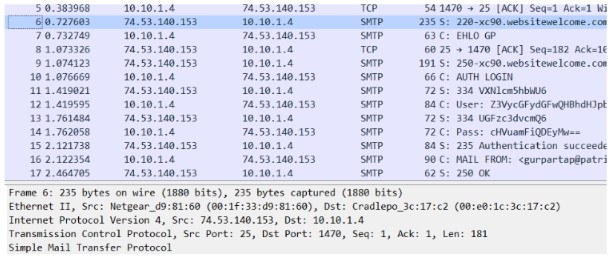 5 0.383968 10.10.1.4 74.53.140.153 TCP 54 1470 → 25 [ACK] Seq=1 Ack=1 Wi
6 0.727603 74.53.140.153 10.10.1.4 SMTP 235 S: 220-xc90.websitewelcome.com
7 0.732749 10.10.1.4 74.53.140.153 SMTP 63 C: EHLO GP
8 1.073326 74.53.140.153 10.10.1.4 TCP 60 25 → 1470 [ACK] Seq=182 Ack=10
9 1.074123 74.53.140.153 10.10.1.4 SMTP 191 S: 250-xc90.websitewelcome.com
10 1.076669 10.10.1.4 74.53.140.153 SMTP 66 C: AUTH LOGIN
11 1.419021 74.53.140.153 10.10.1.4 SMTP 72 S: 334 VXNlcm5hbWU6
12 1.419595 10.10.1.4 74.53.140.153 SMTP 84 C: User: Z3VycGFydGFwQHBhdHJpb
13 1.761484 74.53.140.153 10.10.1.4 SMTP 72 S: 334 UGFzc3dvcmQ6
14 1.762058 10.10.1.4 74.53.140.153 SMTP 72 C: Pass: cHVuamFiQDEyMw==
15 2.121738 74.53.140.153 10.10.1.4 SMTP 84 S: 235 Authentication succeede
16 2.122354 10.10.1.4 74.53.140.153 SMTP 90 C: MAIL FROM: <gurpartap@patri
17 2.464705 74.53.140.153 10.10.1.4 SMTP 62 S: 250 OK
Frame 6: 235 bytes on wire (1880 bits), 235 bytes captured (1880 bits)
Ethernet II, Src: Netgear_d9:81:60 (00:1f:33:d9:81:60), Dst: Cradlepo_3c:17:c2 (00:e0:1c:3c:17:c2)
Internet Protocol Version 4, Src: 74.53.140.153, Dst: 10.10.1.4
Transmission Control Protocol, Src Port: 25, Dst Port: 1470, Seq: 1, Ack: 1, Len: 181
Simple Mail Transfer Protocol